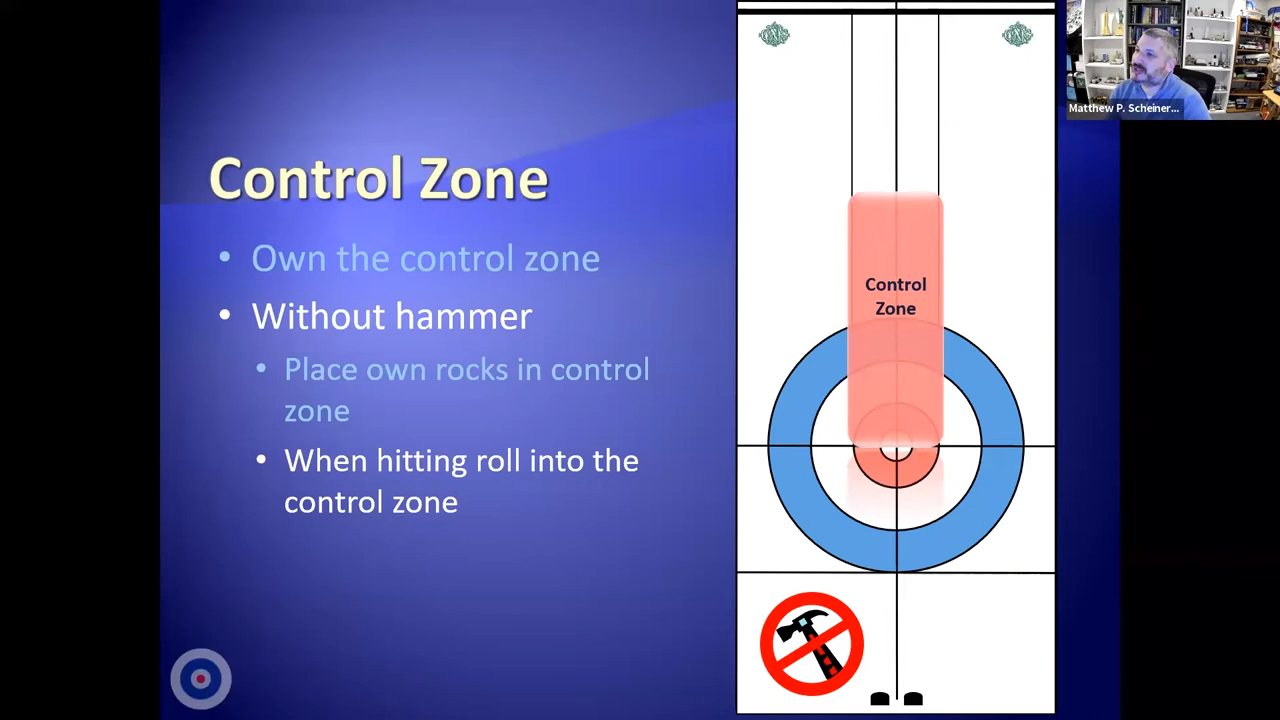 Control Zone
• Own the control zone
• Without hammer
• Place own rocks in control
zone
• When hitting roll into the
control zone
Control
Zone
Matthew P. Scheiner...